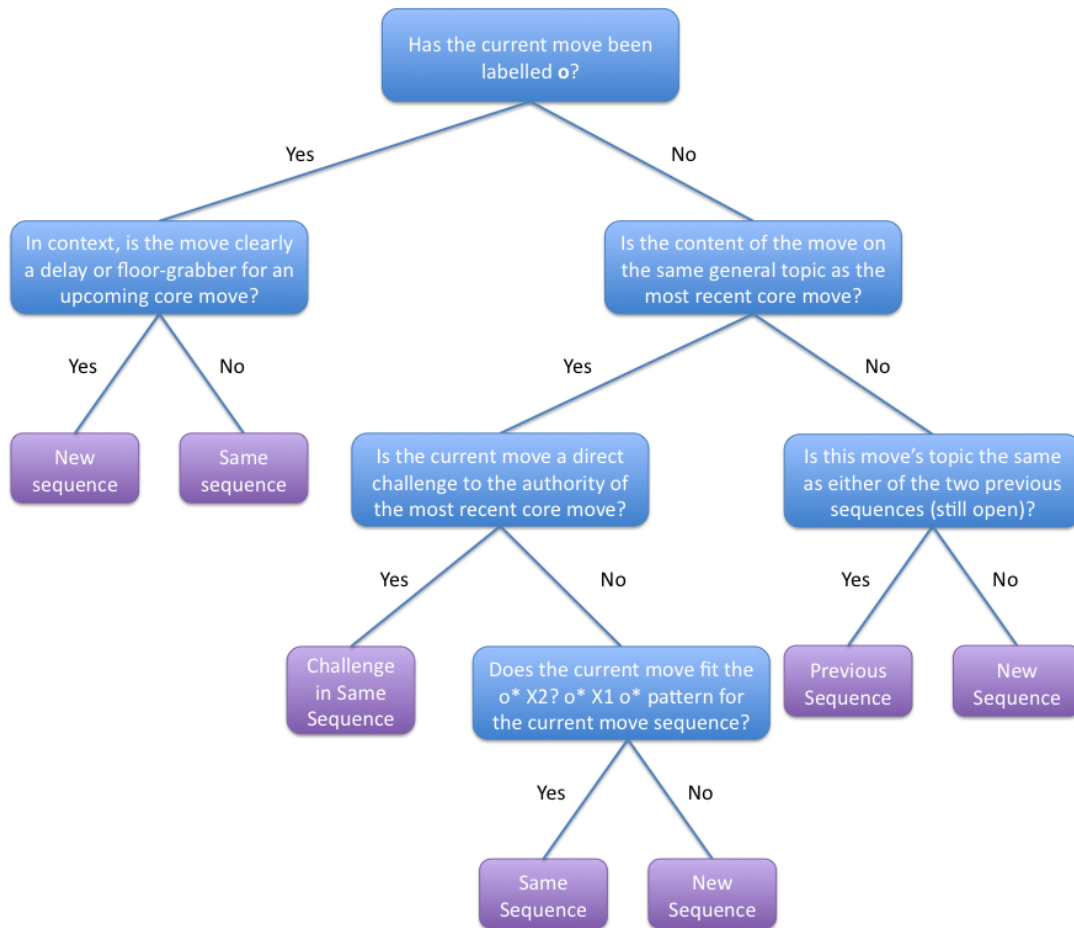 Has the current move been
labelled o?
Yes
No
In context, is the move clearly
a delay or floor-grabber for an
upcoming core move?
Is the content of the move on
the same general topic as the
most recent core move?
Yes
No
Yes
No
New
sequence
Same
sequence
Is the current move a direct
challenge to the authority of
the most recent core move?
Is this move's topic the same
as either of the two previous
sequences (still open)?
Yes
No
Yes
No
Challenge
in Same
Sequence
Does the current move fit the
o* X2? o* X1 o* pattern for
the current move sequence?
Previous
Sequence
New
Sequence
Yes
No
Same
Sequence
New
Sequence